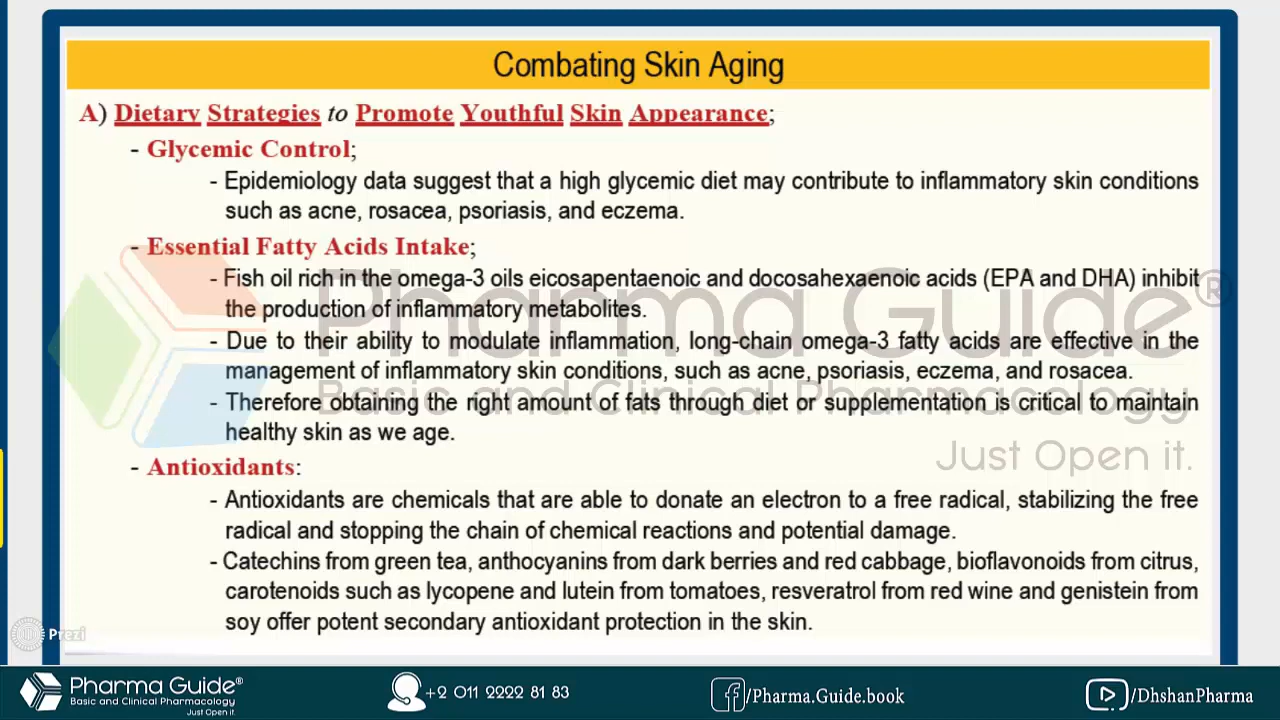 Combating Skin Aging
A) Dietary Strategies to Promote Youthful Skin Appearance;
- Glycemic Control;
- Epidemiology data suggest that a high glycemic diet may contribute to inflammatory skin conditions
such as acne, rosacea, psoriasis, and eczema.
- Essential Fatty Acids Intake;
- Fish oil rich in the omega-3 oils eicosapentaenoic and docosahexaenoic acids (EPA and DHA) inhibit
the production of inflammatory metabolites.
- Due to their ability to modulate inflammation, long-chain omega-3 fatty acids are effective in the
management of inflammatory skin conditions, such as acne, psoriasis, eczema, and rosacea.
- Therefore obtaining the right amount of fats through diet or supplementation is critical to maintain
healthy skin as we age.
- Antioxidants:
- Antioxidants are chemicals that are able to donate an electron to a free radical, stabilizing the free
radical and stopping the chain of chemical reactions and potential damage.
- Catechins from green tea, anthocyanins from dark berries and red cabbage, bioflavonoids from citrus,
carotenoids such as lycopene and lutein from tomatoes, resveratrol from red wine and genistein from
soy offer potent secondary antioxidant protection in the skin.
Pharma Guide®
Basic and Clinical Pharmacology
Just Open it.
Prezi
Pharma Guide®
Basic and Clinical Pharmacology
Just Open it.
+2 011 2222 81 83
/Pharma.Guide.book
/DhshanPharma